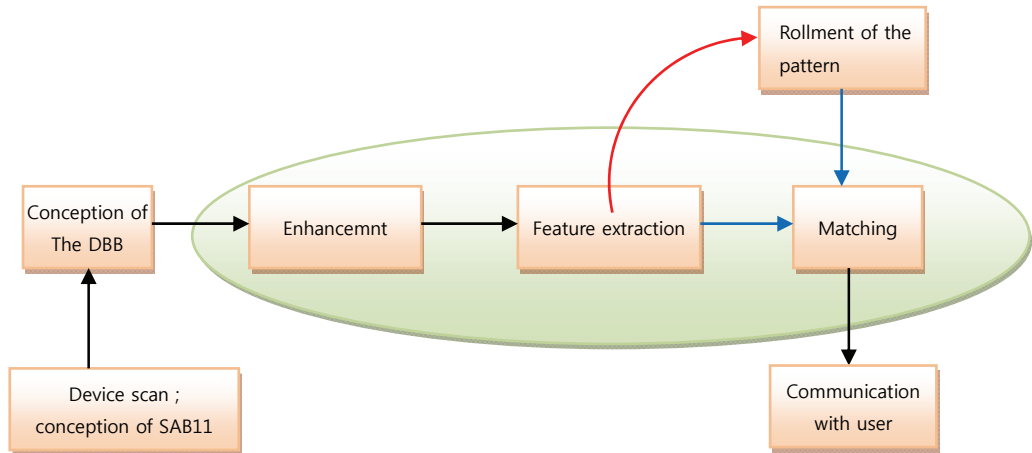 Rollment of the
pattern
Conception of
The DBB
Enhancemnt
Feature extraction
Matching
Device scan ;
conception of SAB11
Communication
with user